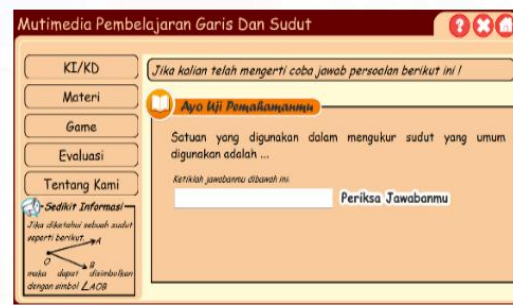 Mutimedia Pembelajaran Garis Dan Sudut
KI/KD
Materi
Game
Evaluasi
Tentang Kami
Sedikit Informasi
Jika diketahui sebuah sudut
seperti berikut.
A
O
B
maka dapat disimbolkan
dengan simbol ∠AOB
Jika kalian telah mengerti coba jawab persoalan berikut ini !
Ayo Uji Pemahamanmu
Satuan yang digunakan dalam mengukur sudut yang umum
digunakan adalah ...
Ketiklah jawabanmu dibawah ini.
Periksa Jawabanmu